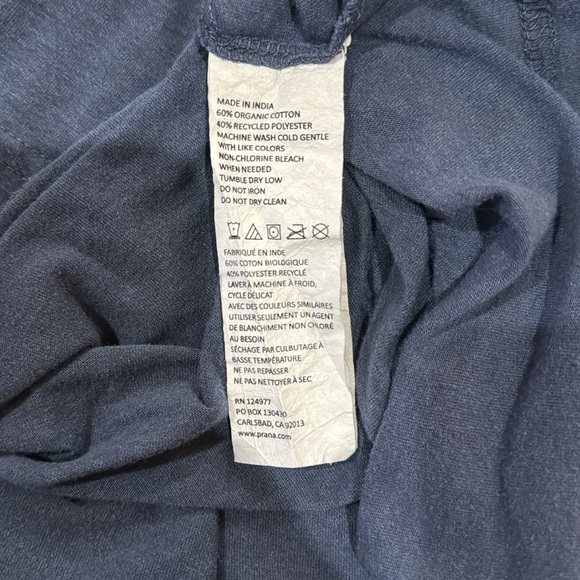 MADE IN INDIA
60% ORGANIC COTTON
40% RECYCLED POLYESTER
MACHINE WASH COLD GENTLE
WITH LIKE COLORS
NON-CHLORINE BLEACH
WHEN NEEDED
TUMBLE DRY LOW
DO NOT IRON
DO NOT DRY CLEAN
FABRIQUÉ EN INDE
60% COTON BIOLOGIQUE
40% POLYESTER RECYCLÉ
LAVER À MACHINE À FROID,
CYCLE DÉLICAT
AVEC DES COULEURS SIMILAIRES
UTILISER SEULEMENT UN AGENT
DE BLANCHIMENT NON CHLORÉ
AU BESOIN
SÉCHAGE PAR CULBUTAGE À
BASSE TEMPÉRATURE
NE PAS REPASSER
NE PAS NETTOYER À SEC
RN 124977
PO BOX 130430
CARLSBAD, CA 92013
www.prana.com